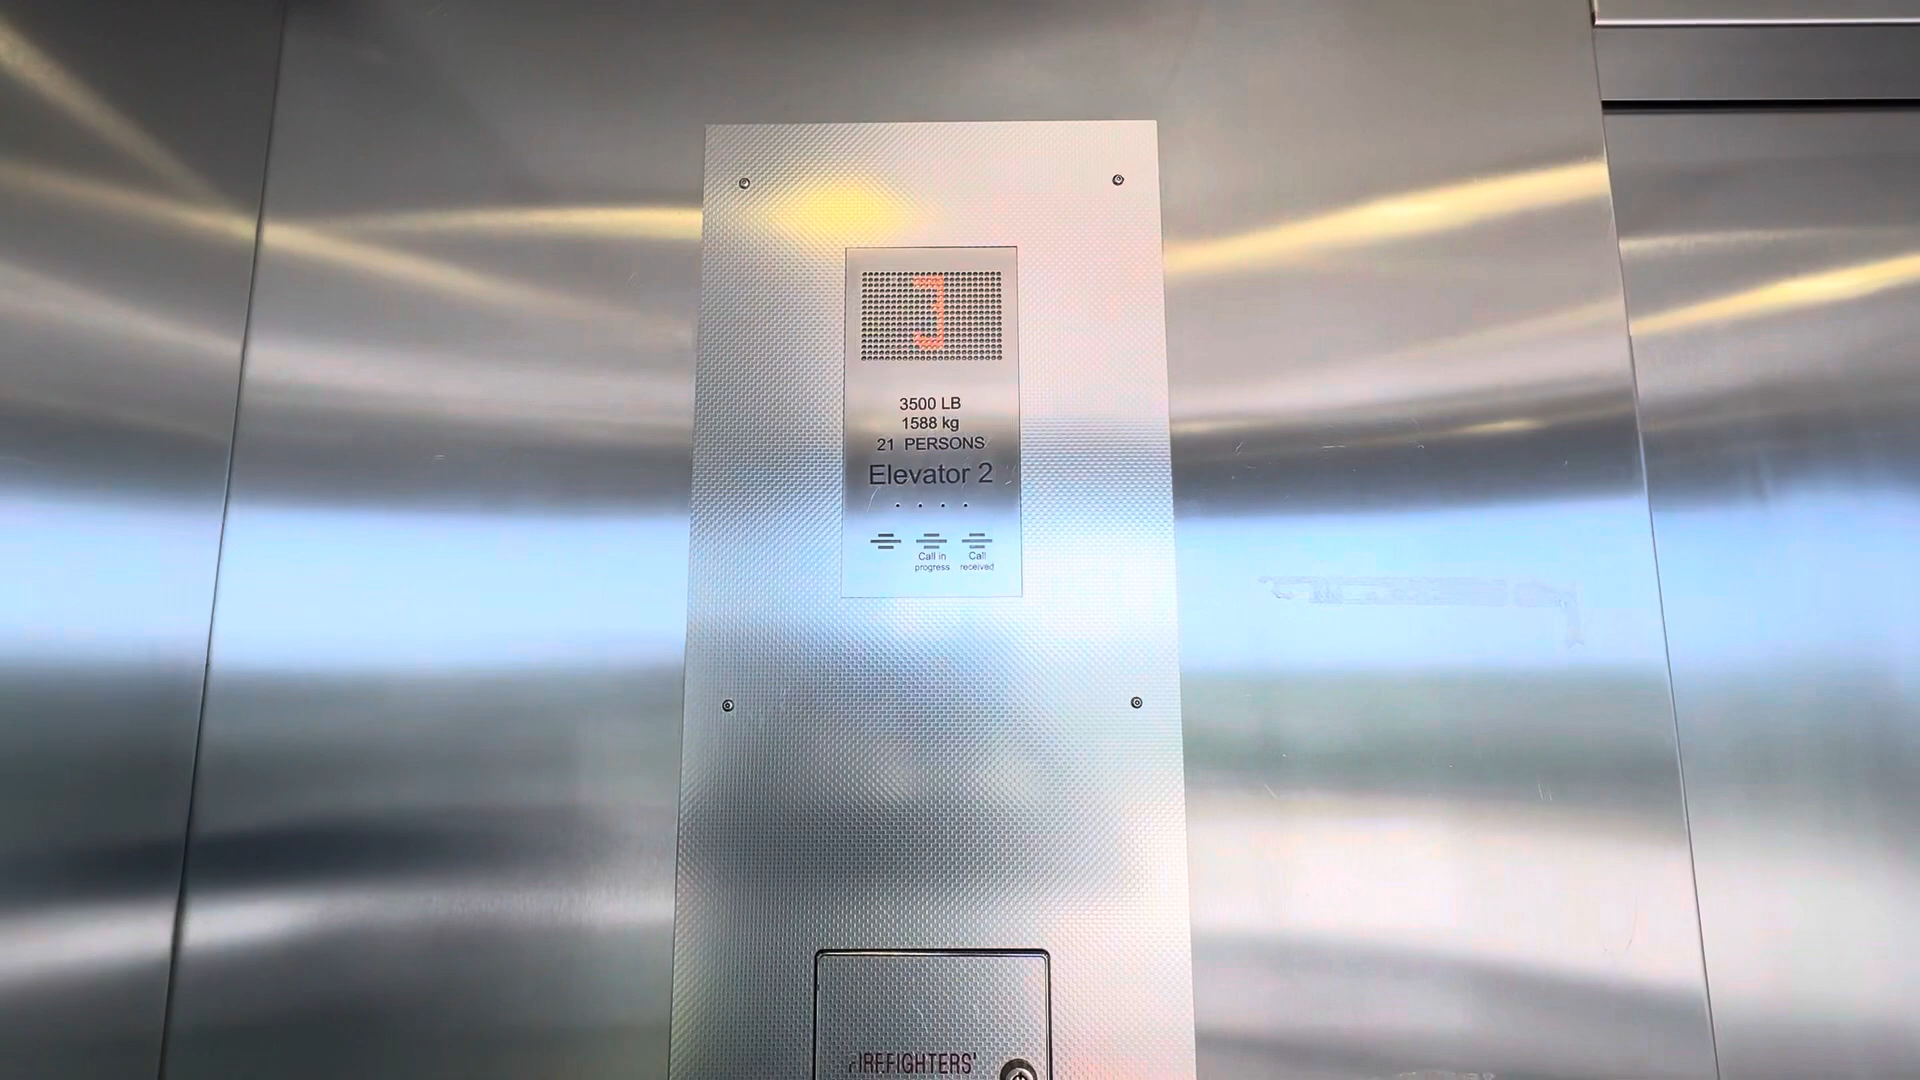 3
3500 LB
1588 kg
21 PERSONS
Elevator 2
Call in progress
Call received
FIREFIGHTERS'